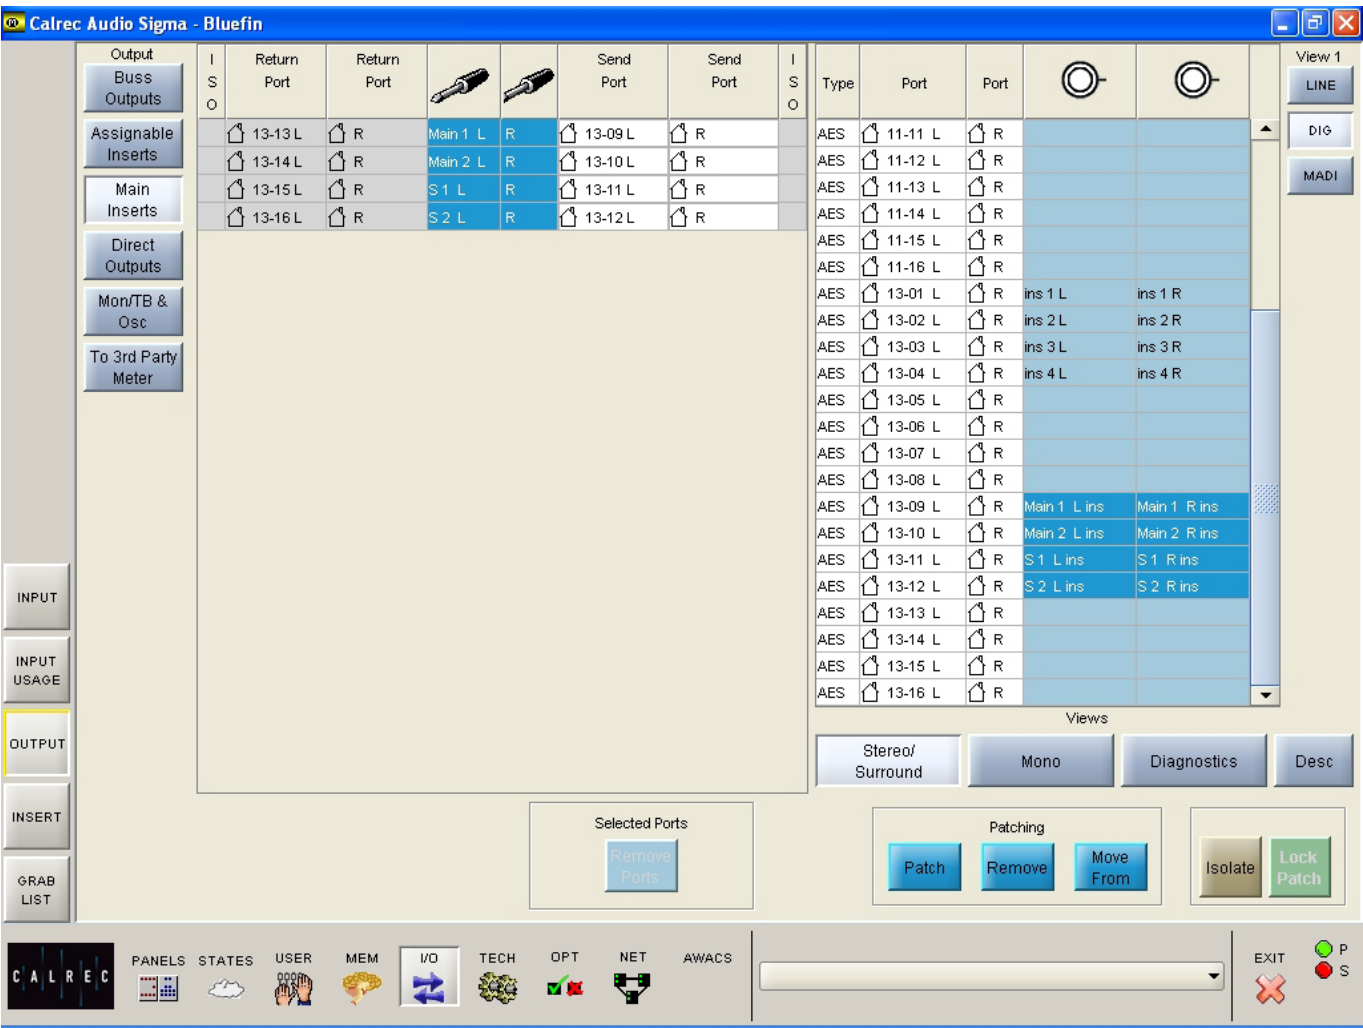 Calrec Audio Sigma - Bluefin
Output
Buss
Outputs
Assignable
Inserts
Main
Inserts
Direct
Outputs
Mon/TB &
Osc
To 3rd Party
Meter
I S O Return Port Return Port Send Port Send Port I S O
13-13 L R Main 1 L R 13-09 L R
13-14 L R Main 2 L R 13-10 L R
13-15 L R S 1 L R 13-11 L R
13-16 L R S 2 L R 13-12 L R
Type Port Port
AES 11-11 L R
AES 11-12 L R
AES 11-13 L R
AES 11-14 L R
AES 11-15 L R
AES 11-16 L R
AES 13-01 L R ins 1 L ins 1 R
AES 13-02 L R ins 2 L ins 2 R
AES 13-03 L R ins 3 L ins 3 R
AES 13-04 L R ins 4 L ins 4 R
AES 13-05 L R
AES 13-06 L R
AES 13-07 L R
AES 13-08 L R
AES 13-09 L R Main 1 L ins Main 1 R ins
AES 13-10 L R Main 2 L ins Main 2 R ins
AES 13-11 L R S 1 L ins S 1 R ins
AES 13-12 L R S 2 L ins S 2 R ins
AES 13-13 L R
AES 13-14 L R
AES 13-15 L R
AES 13-16 L R
View 1
LINE
DIG
MADI
Views
Stereo/
Surround
Mono
Diagnostics
Desc
INPUT
INPUT
USAGE
OUTPUT
INSERT
GRAB
LIST
Selected Ports
Remove
Ports
Patching
Patch
Remove
Move
From
Isolate
Lock
Patch
CALREC
PANELS STATES USER MEM I/O TECH OPT NET AWACS
EXIT
P
S